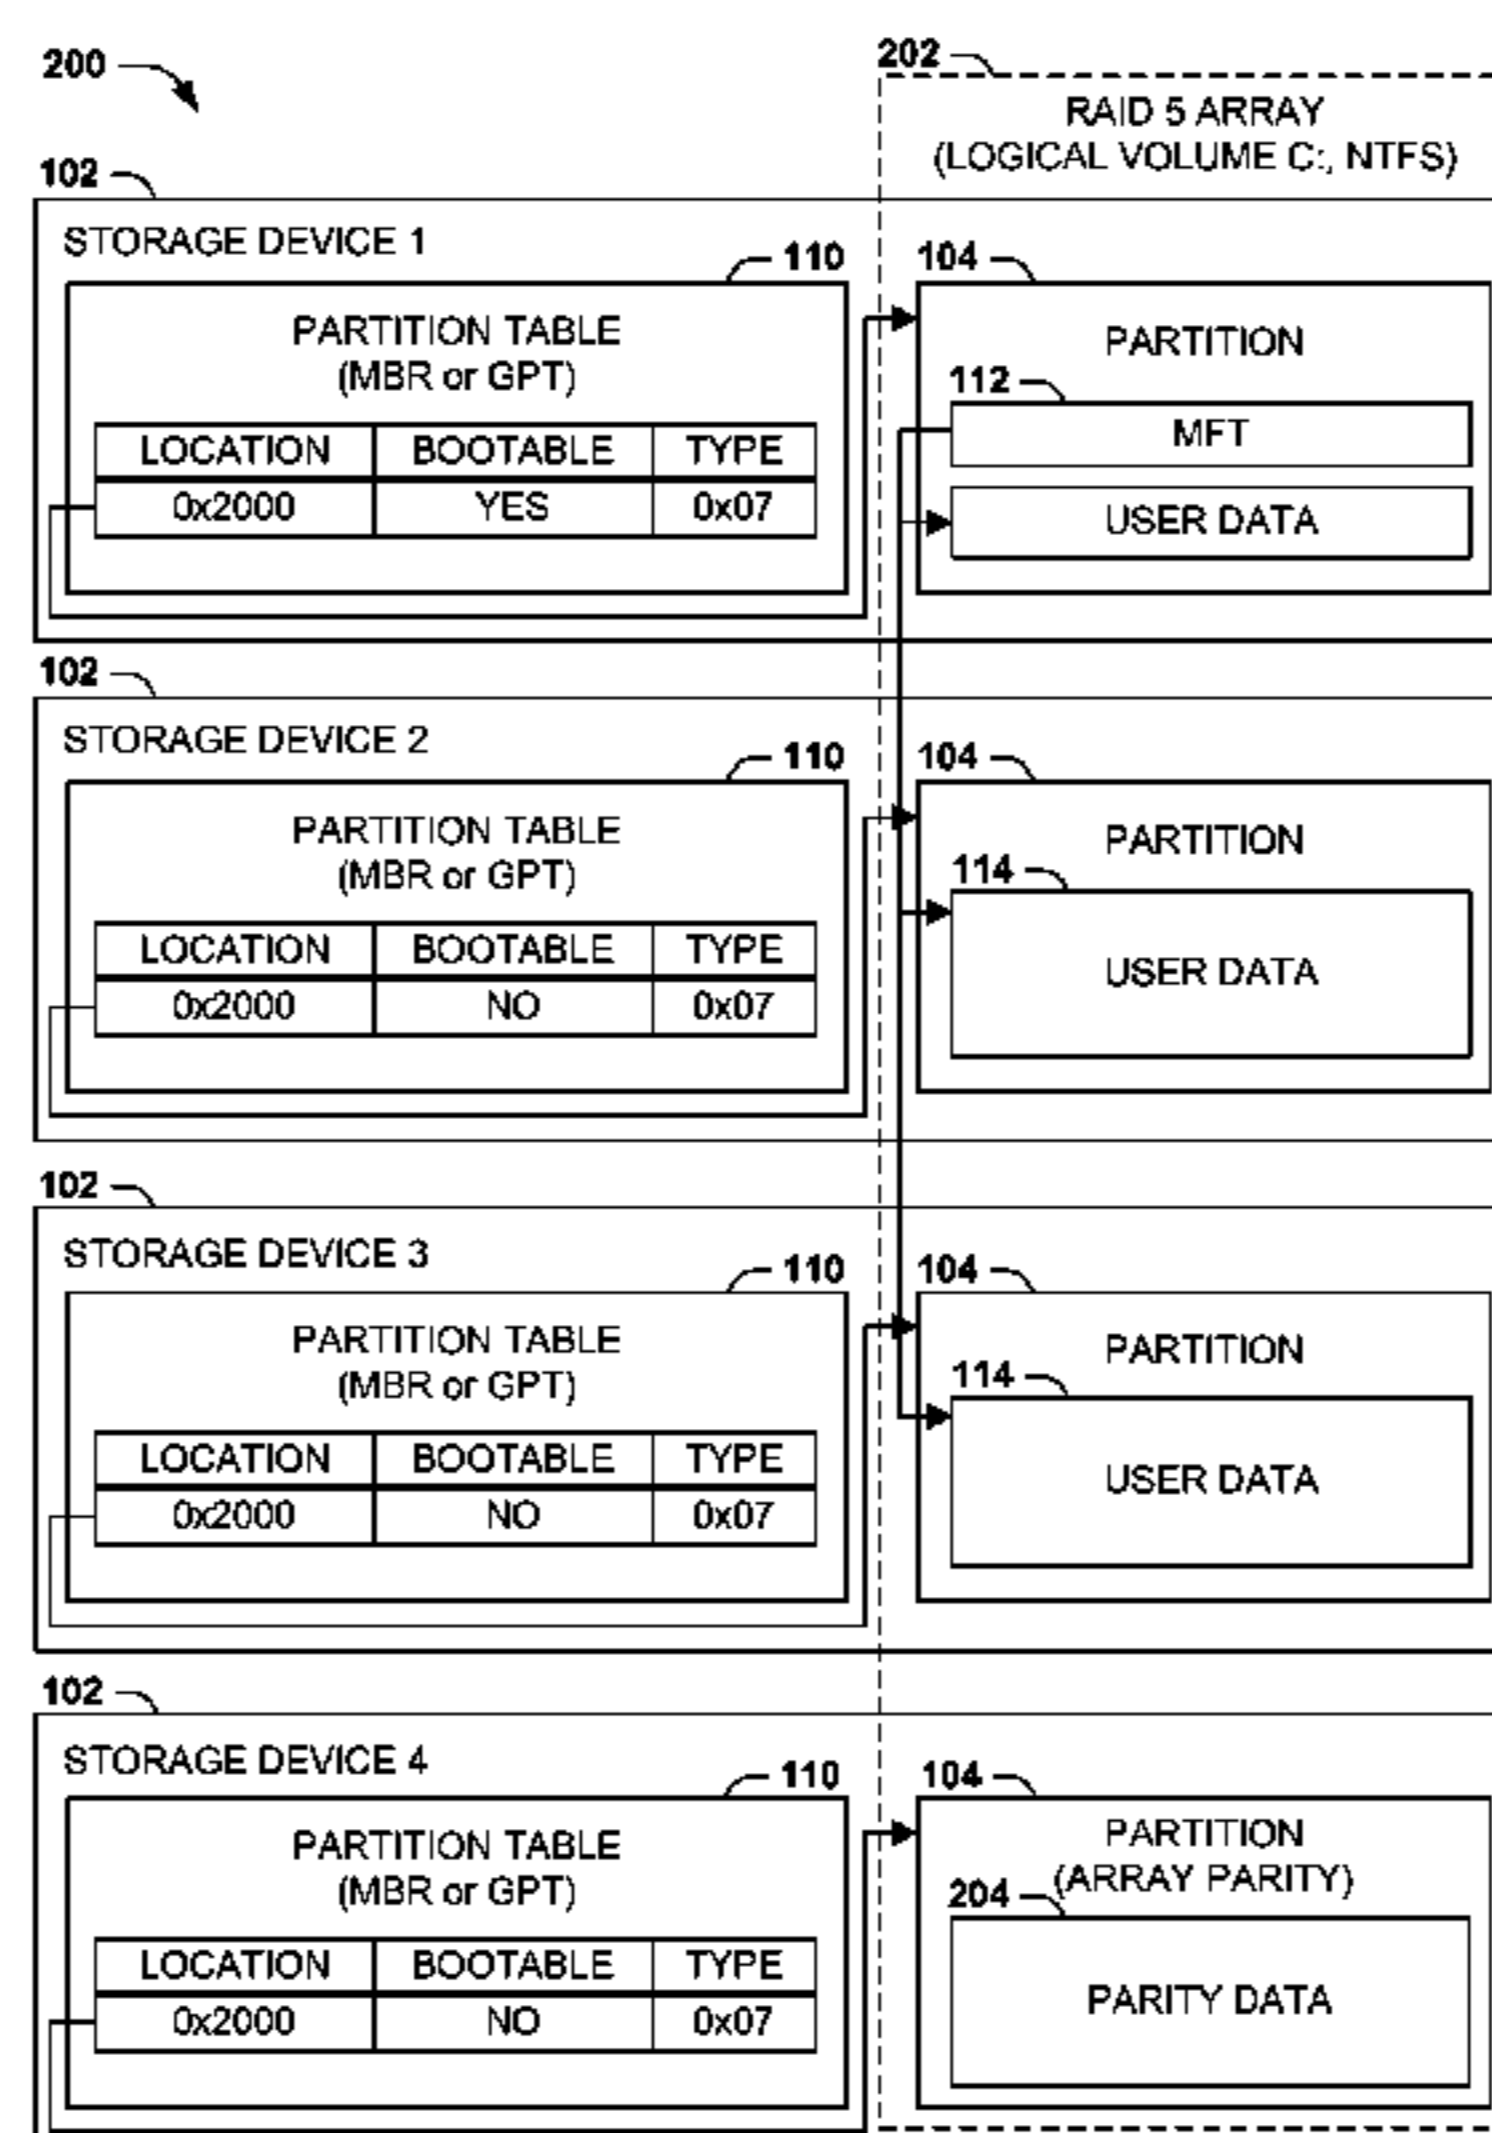 200
202
RAID 5 ARRAY
(LOGICAL VOLUME C:, NTFS)
102
STORAGE DEVICE 1
110
PARTITION TABLE
(MBR or GPT)
LOCATION BOOTABLE TYPE
0x2000 YES 0x07
104
PARTITION
112
MFT
USER DATA
102
STORAGE DEVICE 2
110
PARTITION TABLE
(MBR or GPT)
LOCATION BOOTABLE TYPE
0x2000 NO 0x07
104
PARTITION
114
USER DATA
102
STORAGE DEVICE 3
110
PARTITION TABLE
(MBR or GPT)
LOCATION BOOTABLE TYPE
0x2000 NO 0x07
104
PARTITION
114
USER DATA
102
STORAGE DEVICE 4
110
PARTITION TABLE
(MBR or GPT)
LOCATION BOOTABLE TYPE
0x2000 NO 0x07
104
PARTITION
(ARRAY PARITY)
204
PARITY DATA